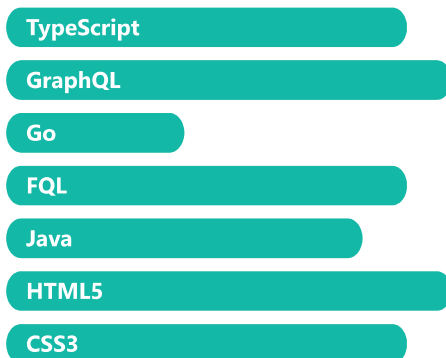 TypeScript
GraphQL
Go
FQL
Java
HTML5
CSS3